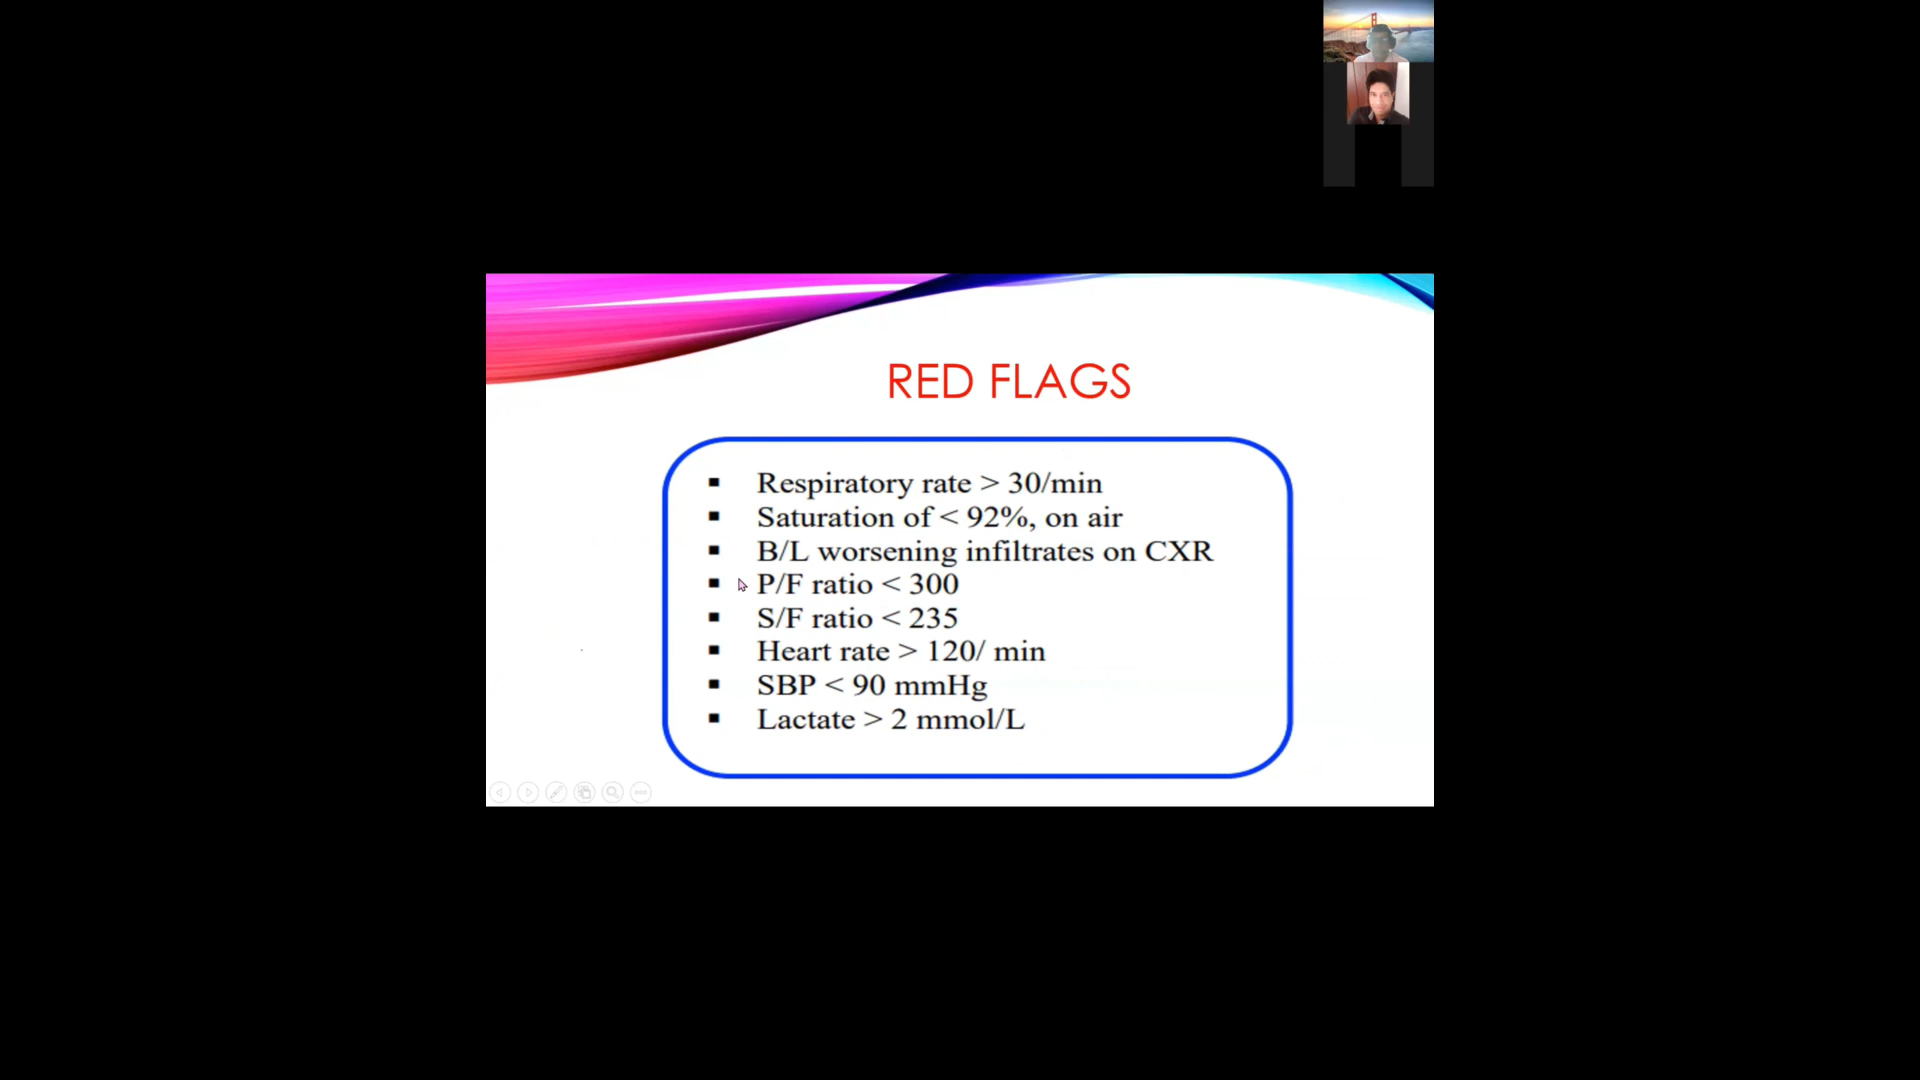 RED FLAGS
▪ Respiratory rate > 30/min
▪ Saturation of < 92%, on air
▪ B/L worsening infiltrates on CXR
▪ P/F ratio < 300
▪ S/F ratio < 235
▪ Heart rate > 120/ min
▪ SBP < 90 mmHg
▪ Lactate > 2 mmol/L